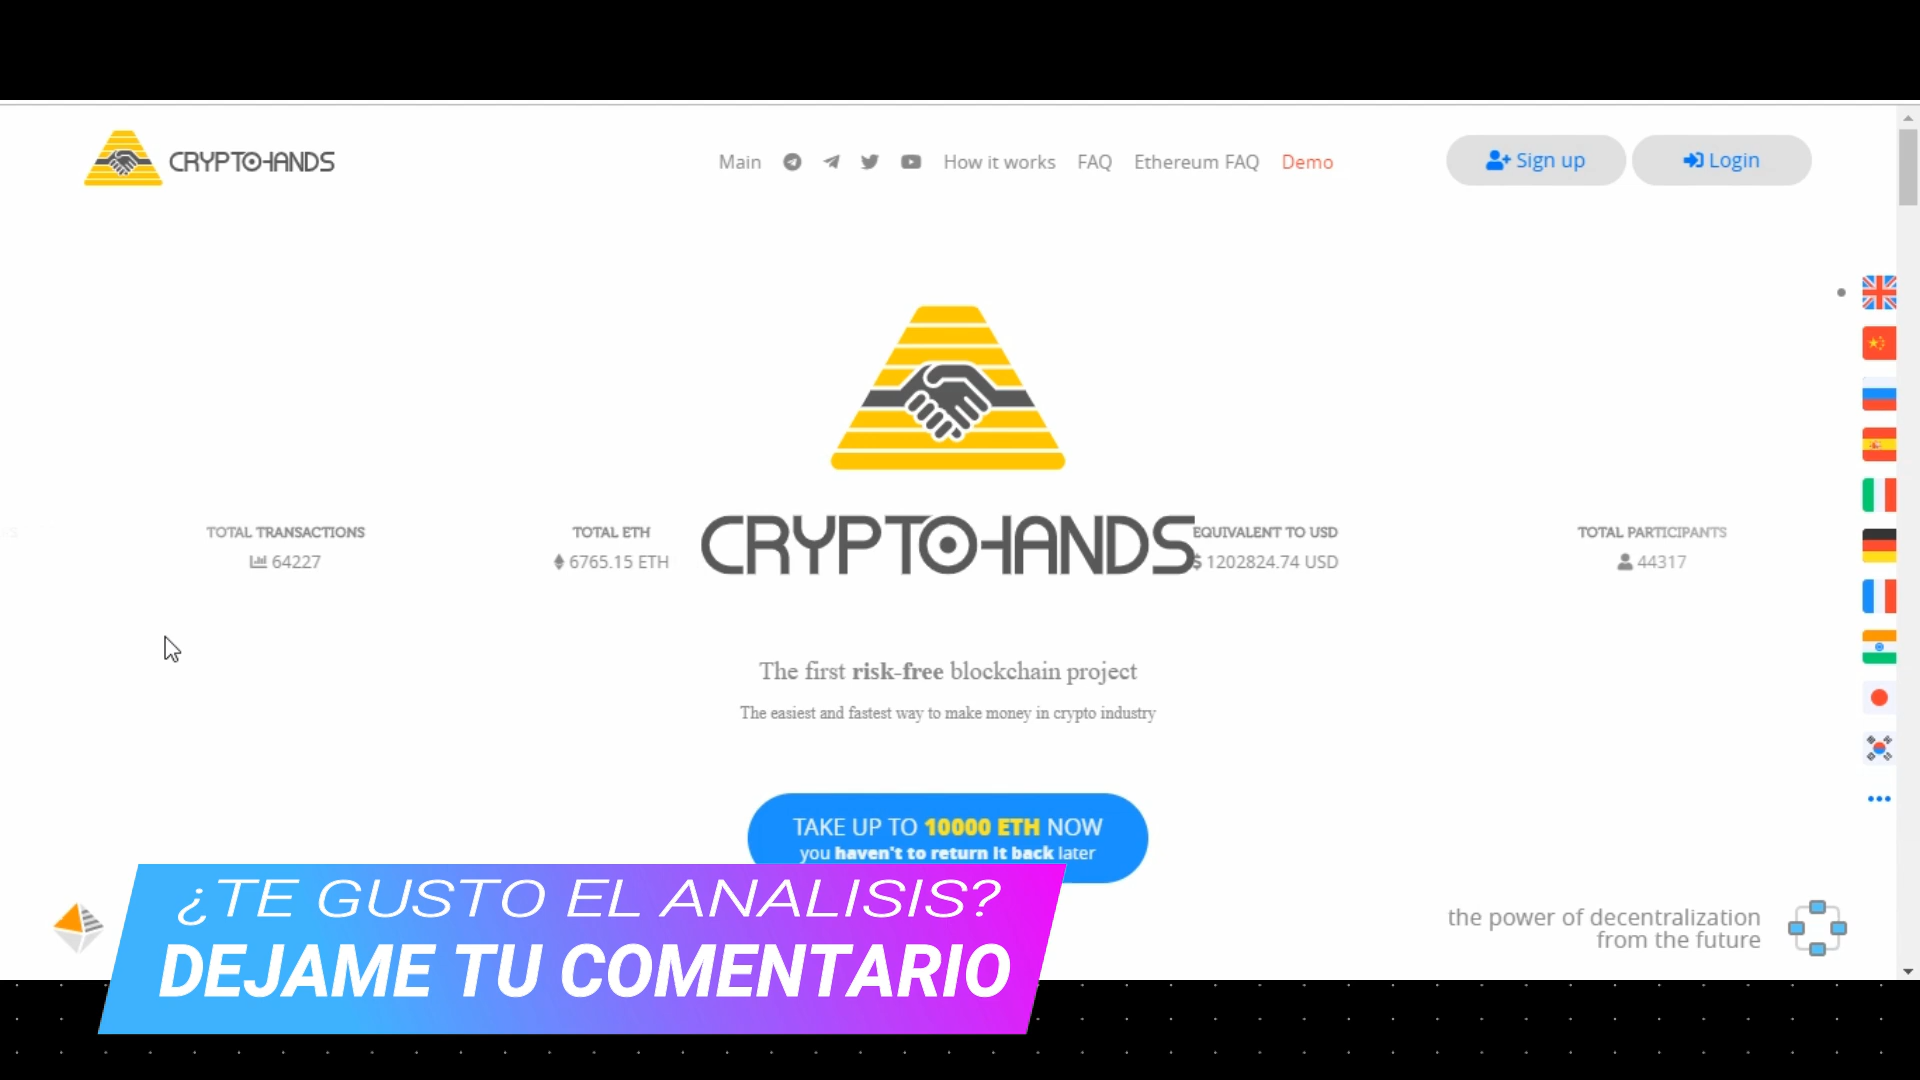 CRYPTOHANDS
Main
How it works
FAQ
Ethereum FAQ
Demo
Sign up
Login
TOTAL TRANSACTIONS
64227
TOTAL ETH
6765.15 ETH
CRYPTOHANDS
EQUIVALENT TO USD
$ 1202824.74 USD
TOTAL PARTICIPANTS
44317
The first risk-free blockchain project
The easiest and fastest way to make money in crypto industry
TAKE UP TO 10000 ETH NOW
you haven't to return it back later
¿TE GUSTO EL ANALISIS?
DEJAME TU COMENTARIO
the power of decentralization
from the future